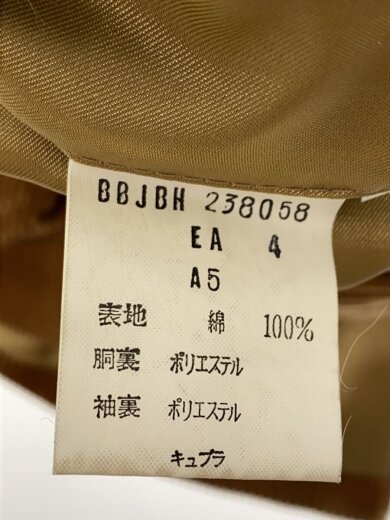 BBJBH 238058
EA 4
A5
表地 綿 100%
胴裏 ポリエステル
袖裏 ポリエステル
キュプラ